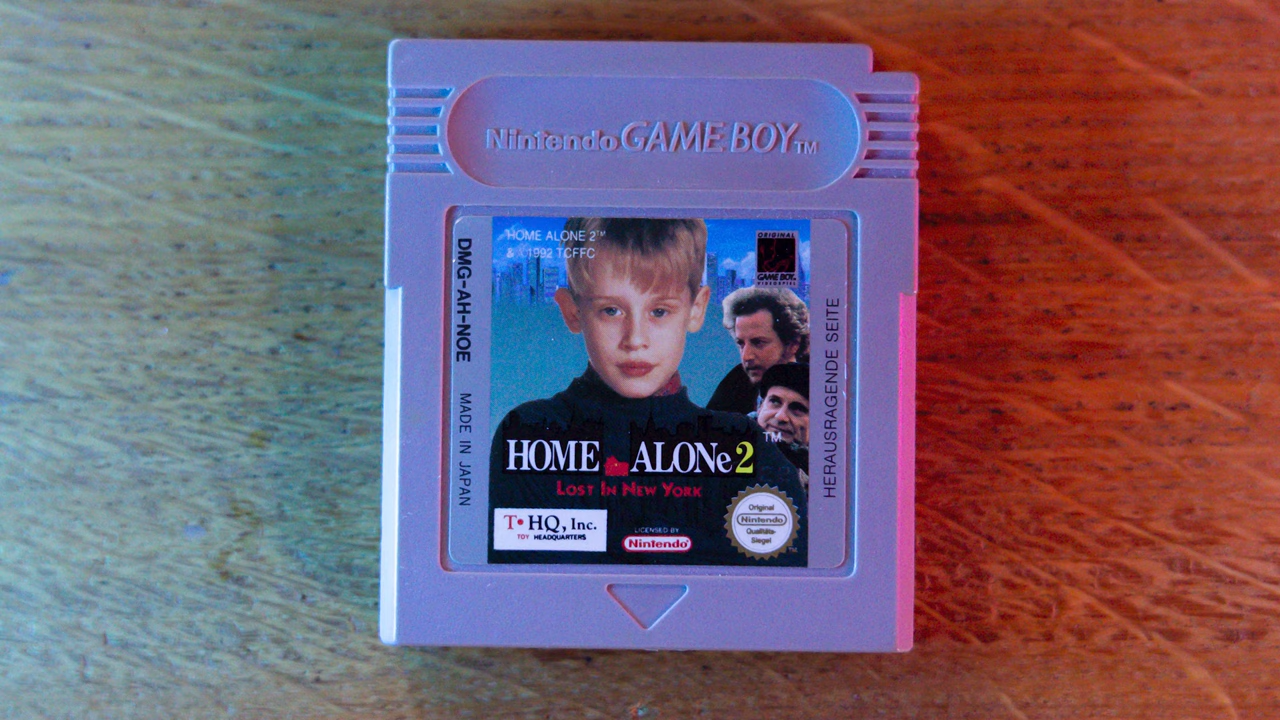 Nintendo GAME BOY TM
HOME ALONE 2™
& 1992 TCFFC
ORIGINAL
GAME BOY
VIDEOSPIEL
DMG-AH-NOE MADE IN JAPAN
HERAUSRAGENDE SEITE
HOME ALONe 2 TM
LOST IN NEW YORK
T•HQ, Inc.
TOY HEADQUARTERS
LICENSED BY
Nintendo
Original
Nintendo
Qualitäts-
Siegel
TM